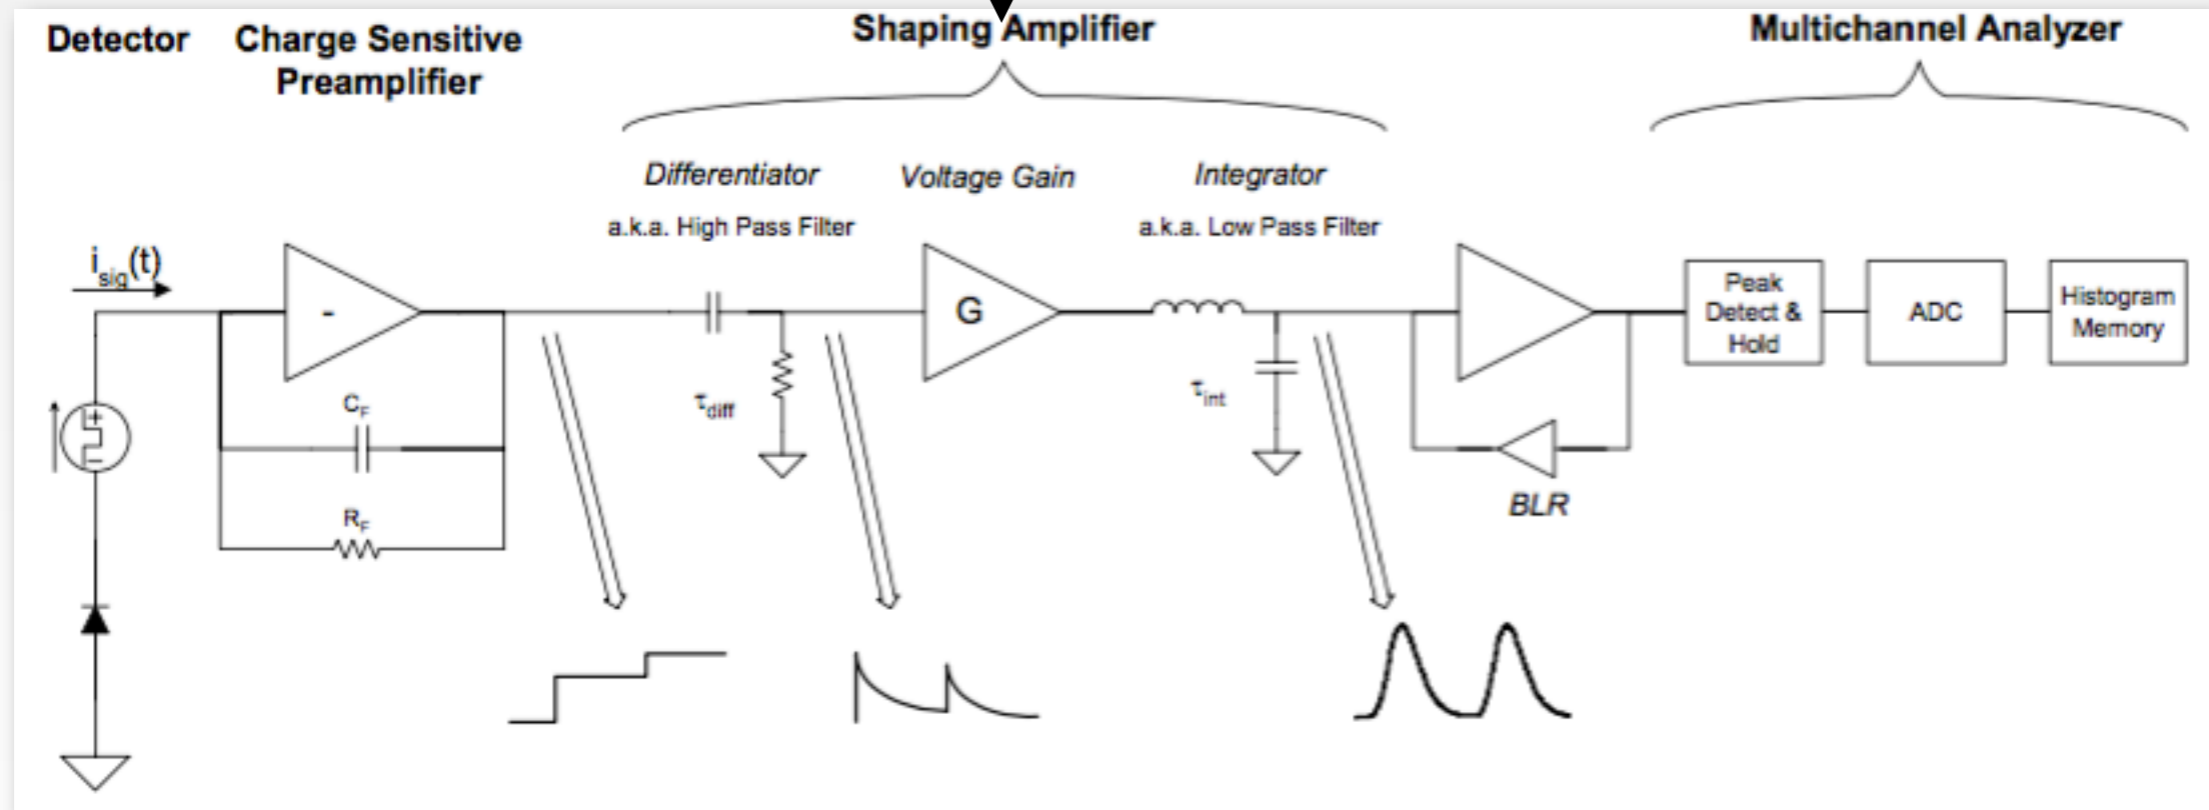 Detector
Charge Sensitive
Preamplifier
Shaping Amplifier
Multichannel Analyzer
Differentiator
a.k.a. High Pass Filter
Voltage Gain
Integrator
a.k.a. Low Pass Filter
isig(t)
-
G
CF
RF
τdiff
τint
+
−
BLR
Peak
Detect &
Hold
ADC
Histogram
Memory